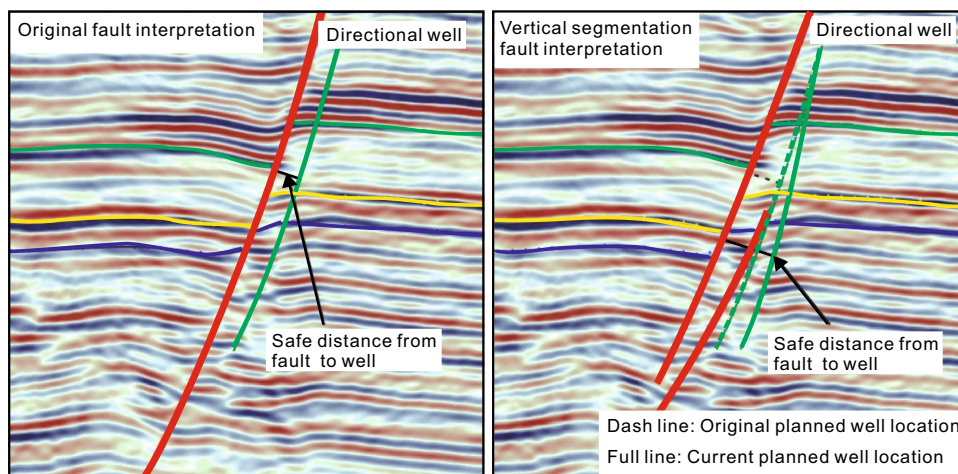 Original fault interpretation
Directional well
Safe distance from
fault to well
Vertical segmentation
fault interpretation
Directional well
Safe distance from
fault to well
Dash line: Original planned well location
Full line: Current planned well location